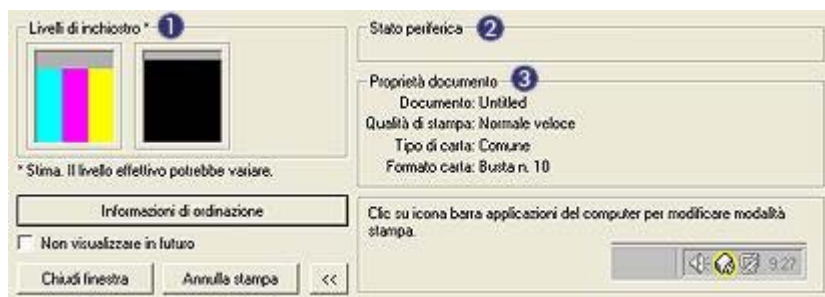 Livelli di inchiostro * 1
* Stima. Il livello effettivo potrebbe variare.
Informazioni di ordinazione
Non visualizzare in futuro
Chiudi finestra Annulla stampa <<
Stato periferica 2
Proprietà documento 3
Documento: Untitled
Qualità di stampa: Normale veloce
Tipo di carta: Comune
Formato carta: Busta n. 10
Clic su icona barra applicazioni del computer per modificare modalità
stampa.
9.27